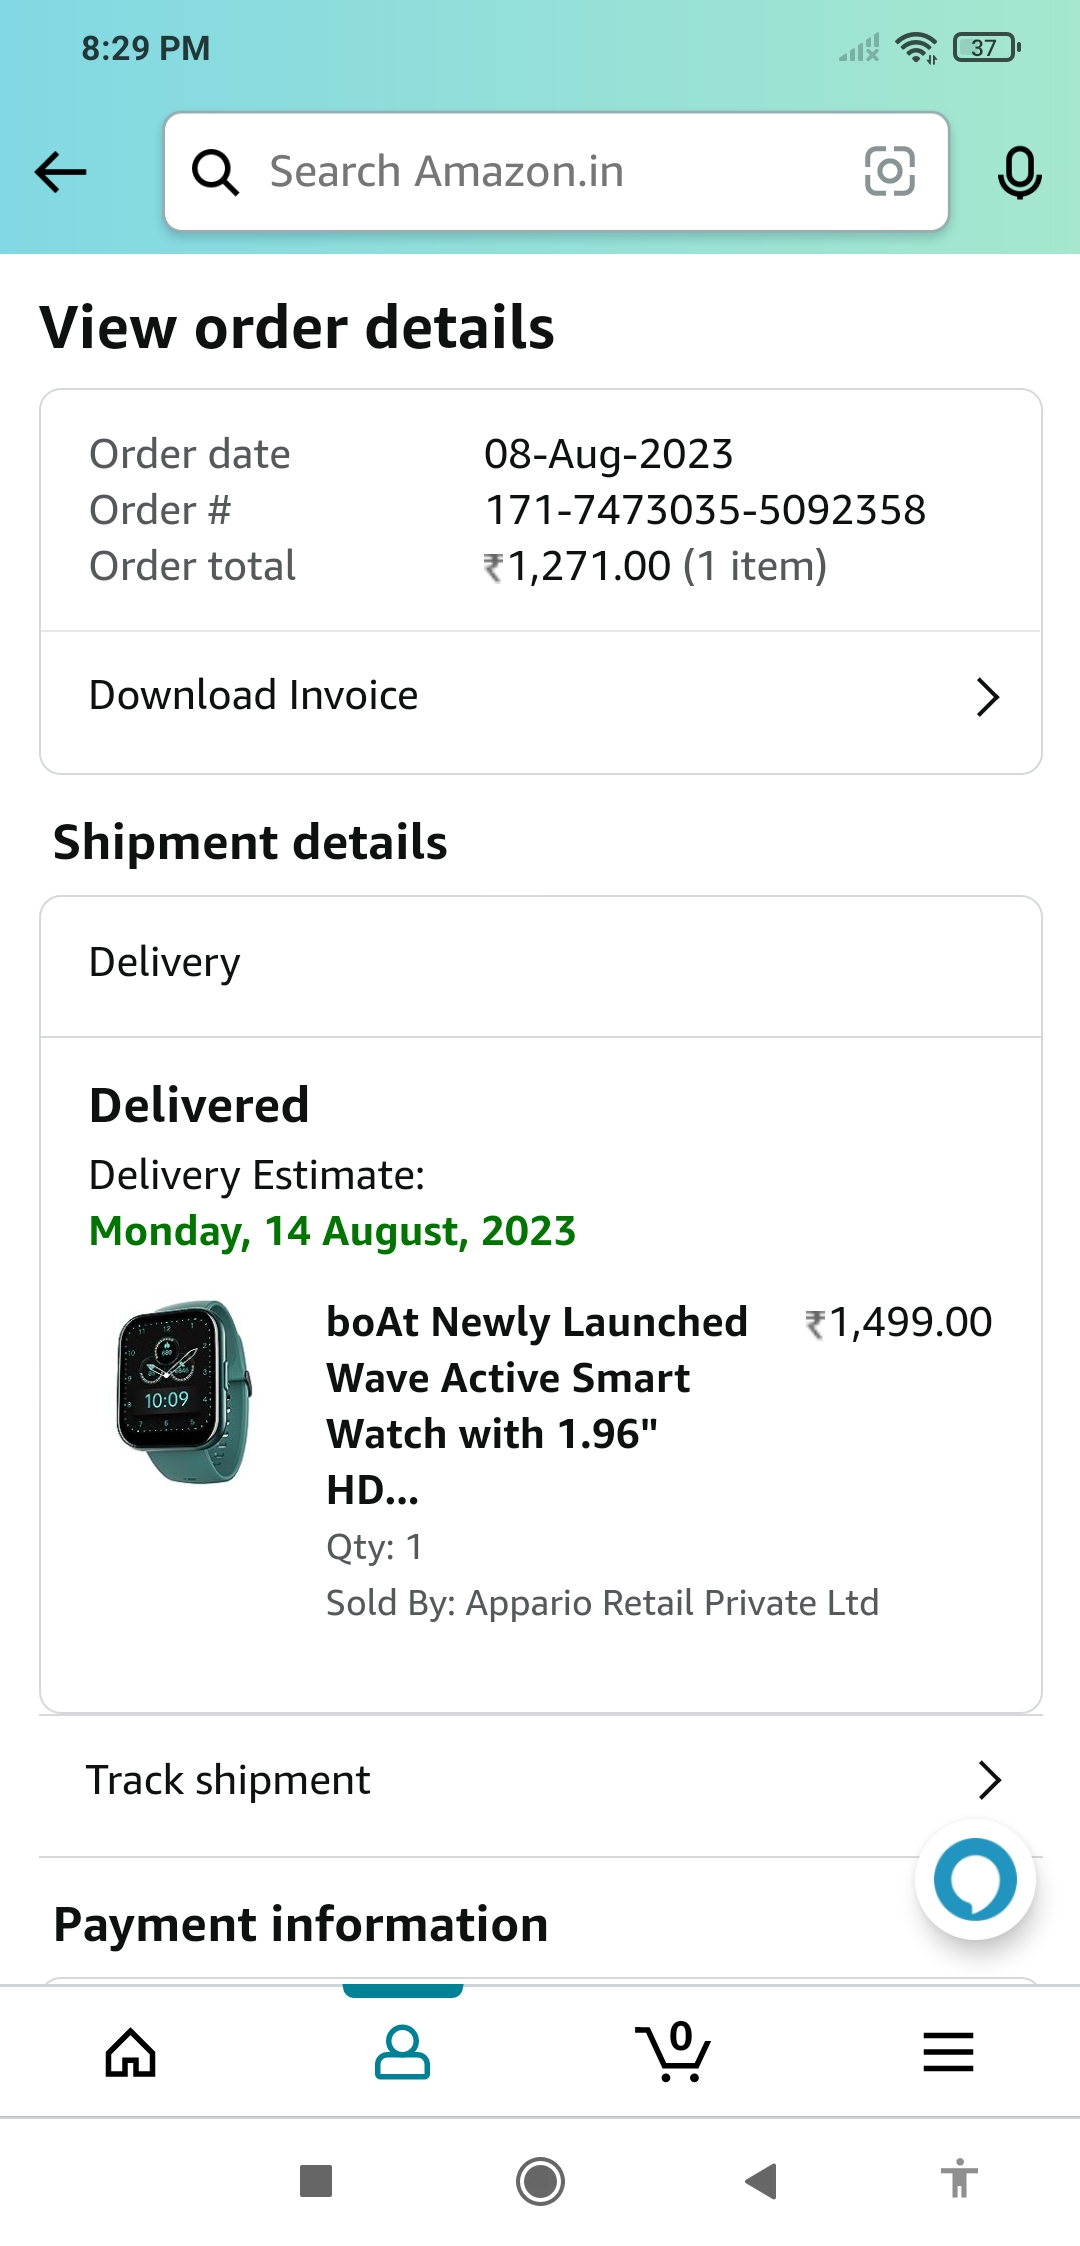 8:29 PM
37
Search Amazon.in
View order details
Order date 08-Aug-2023
Order # 171-7473035-5092358
Order total ₹1,271.00 (1 item)
Download Invoice
Shipment details
Delivery
Delivered
Delivery Estimate:
Monday, 14 August, 2023
10:09
boAt Newly Launched ₹1,499.00
Wave Active Smart
Watch with 1.96"
HD...
Qty: 1
Sold By: Appario Retail Private Ltd
Track shipment
Payment information
0